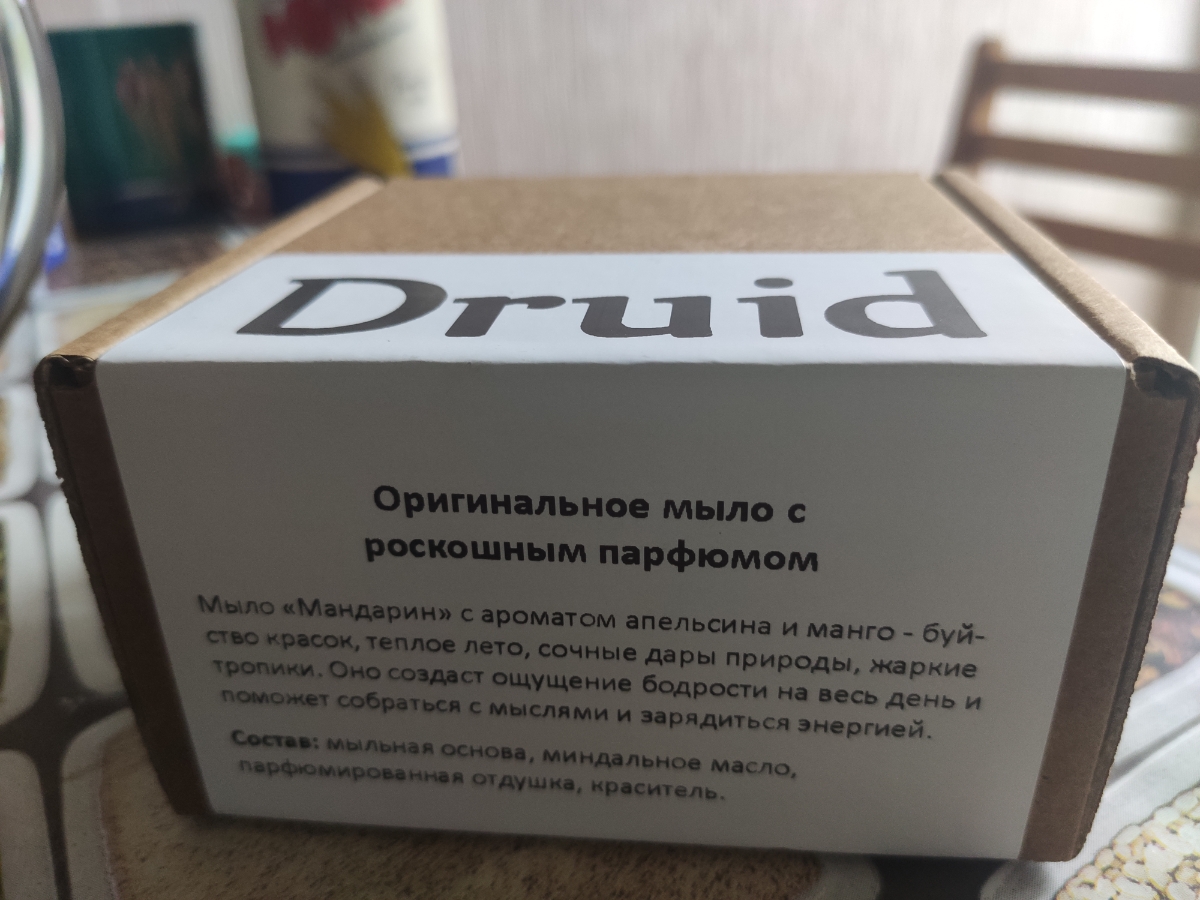 Druid
Оригинальное мыло с
роскошным парфюмом
Мыло «Мандарин» с ароматом апельсина и манго - буй-
ство красок, теплое лето, сочные дары природы, жаркие
тропики. Оно создаст ощущение бодрости на весь день и
поможет собраться с мыслями и зарядиться энергией.
Состав: мыльная основа, миндальное масло,
парфюмированная отдушка, краситель.